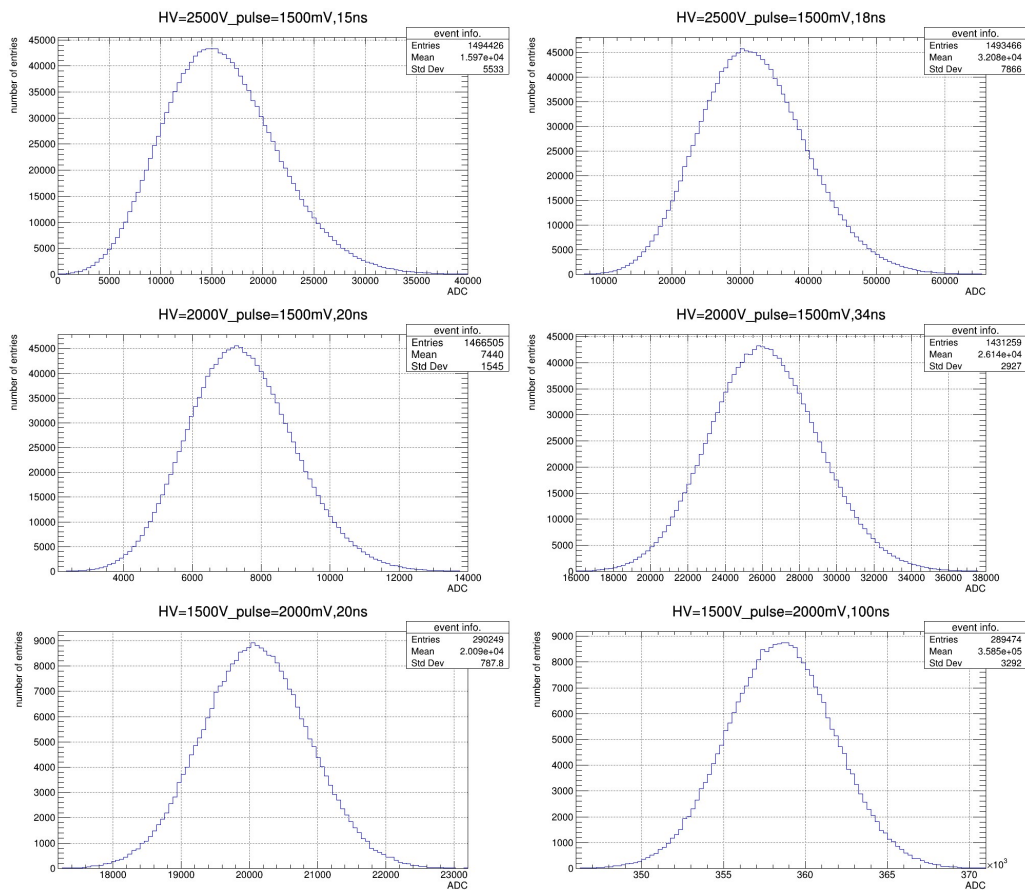 HV=2500V_pulse=1500mV,15ns
event info.
Entries 1494426
Mean 1.597e+04
Std Dev 5533
number of entries
45000
40000
35000
30000
25000
20000
15000
10000
5000
0
0 5000 10000 15000 20000 25000 30000 35000 40000
ADC
HV=2500V_pulse=1500mV,18ns
event info.
Entries 1493466
Mean 3.208e+04
Std Dev 7866
number of entries
45000
40000
35000
30000
25000
20000
15000
10000
5000
0
10000 20000 30000 40000 50000 60000
ADC
HV=2000V_pulse=1500mV,20ns
event info.
Entries 1466505
Mean 7440
Std Dev 1545
number of entries
45000
40000
35000
30000
25000
20000
15000
10000
5000
0
4000 6000 8000 10000 12000 14000
ADC
HV=2000V_pulse=1500mV,34ns
event info.
Entries 1431259
Mean 2.614e+04
Std Dev 2927
number of entries
45000
40000
35000
30000
25000
20000
15000
10000
5000
0
16000 18000 20000 22000 24000 26000 28000 30000 32000 34000 36000 38000
ADC
HV=1500V_pulse=2000mV,20ns
event info.
Entries 290249
Mean 2.009e+04
Std Dev 787.8
number of entries
9000
8000
7000
6000
5000
4000
3000
2000
1000
0
18000 19000 20000 21000 22000 23000
ADC
HV=1500V_pulse=2000mV,100ns
event info.
Entries 289474
Mean 3.585e+05
Std Dev 3292
number of entries
9000
8000
7000
6000
5000
4000
3000
2000
1000
0
350 355 360 365 370
×10³
ADC